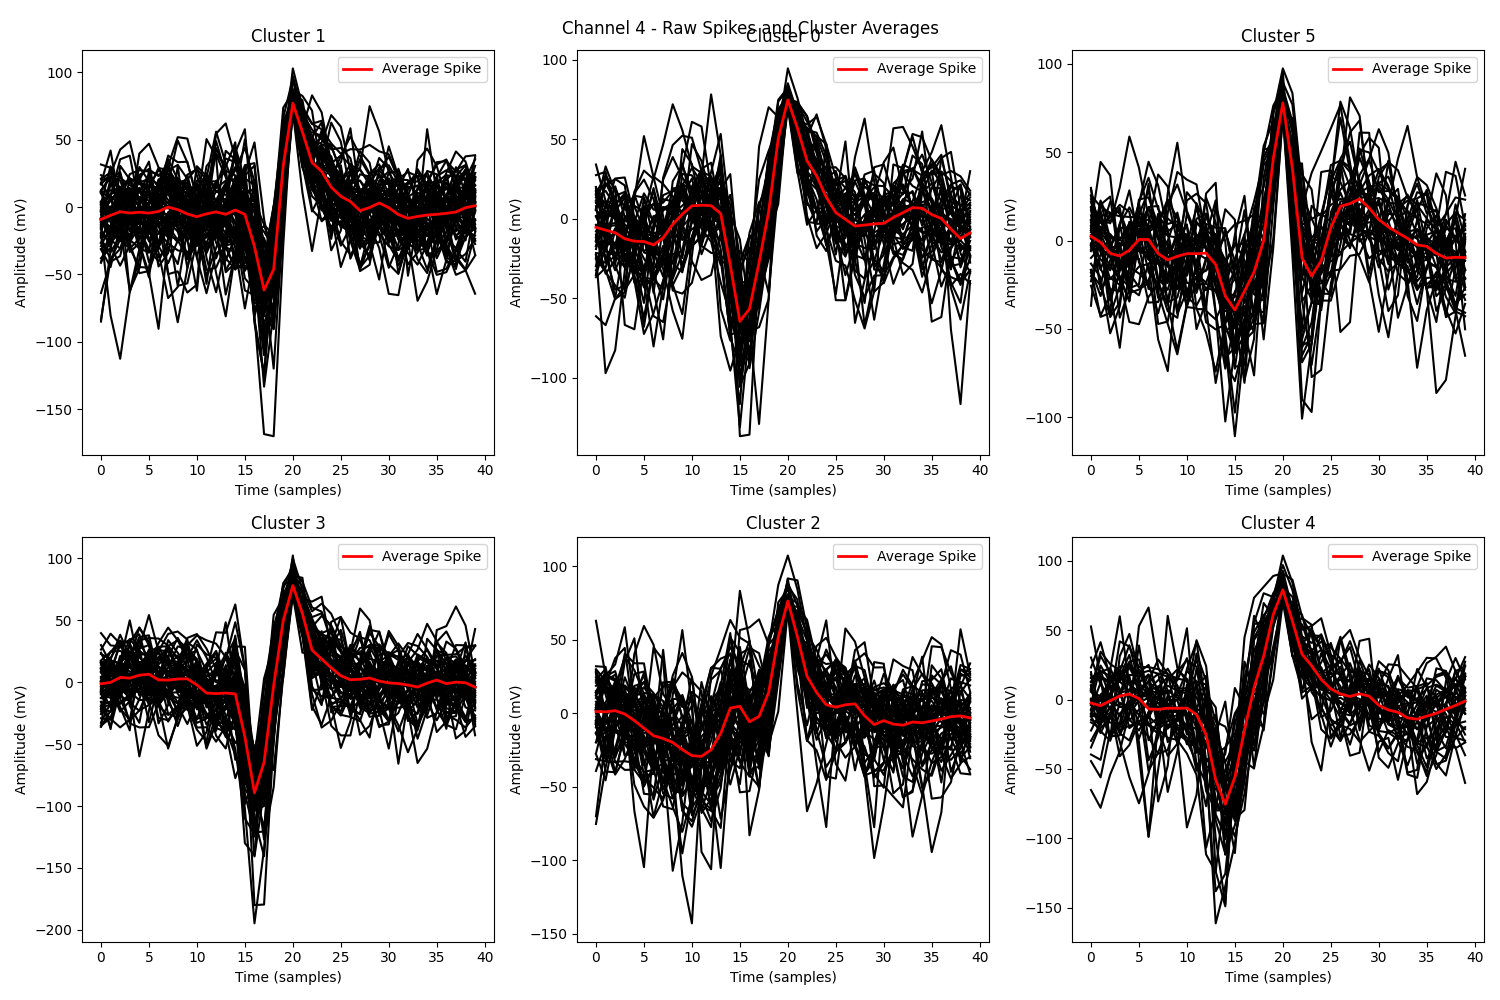 Channel 4 - Raw Spikes and Cluster Averages
Cluster 1
Average Spike
Amplitude (mV)
100
50
0
−50
−100
−150
0 5 10 15 20 25 30 35 40
Time (samples)
Cluster 0
Average Spike
Amplitude (mV)
100
50
0
−50
−100
0 5 10 15 20 25 30 35 40
Time (samples)
Cluster 5
Average Spike
Amplitude (mV)
100
50
0
−50
−100
0 5 10 15 20 25 30 35 40
Time (samples)
Cluster 3
Average Spike
Amplitude (mV)
100
50
0
−50
−100
−150
−200
0 5 10 15 20 25 30 35 40
Time (samples)
Cluster 2
Average Spike
Amplitude (mV)
100
50
0
−50
−100
−150
0 5 10 15 20 25 30 35 40
Time (samples)
Cluster 4
Average Spike
Amplitude (mV)
100
50
0
−50
−100
−150
0 5 10 15 20 25 30 35 40
Time (samples)